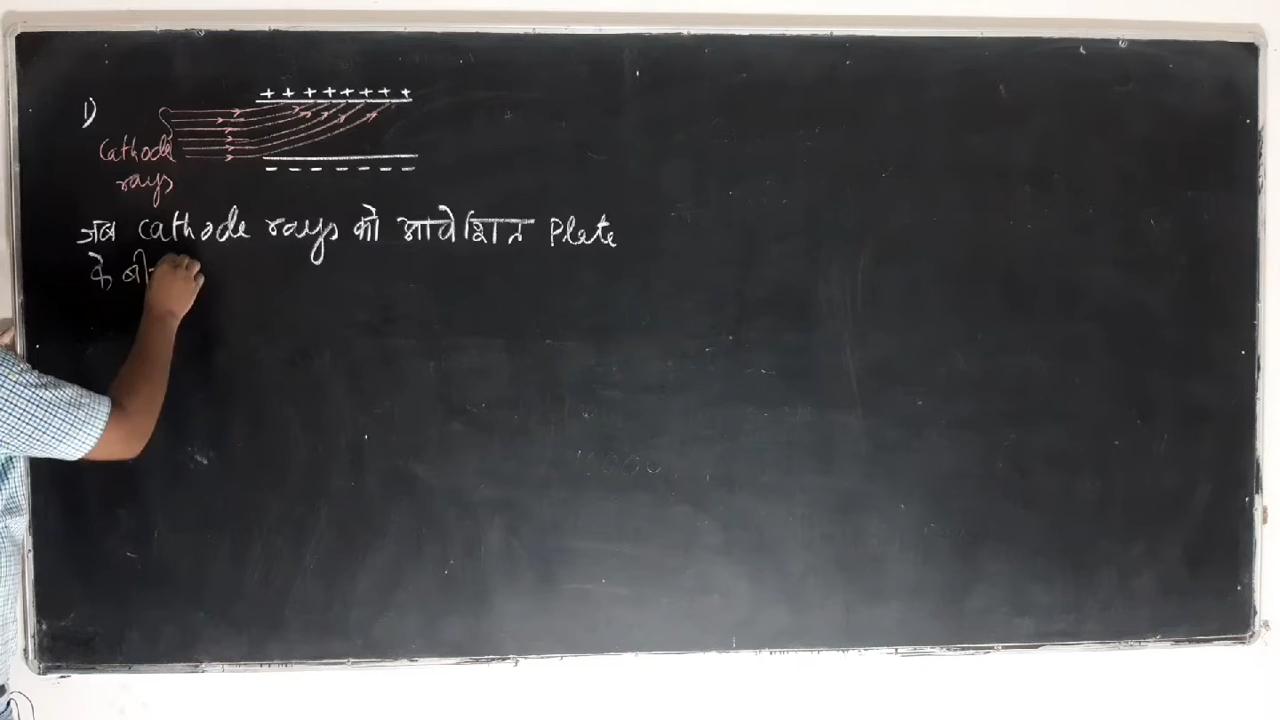 + + + + + + + +
1)
Cathode
rays
- - - - - - -
जब Cathode rays को आवेशित Plate
के बी